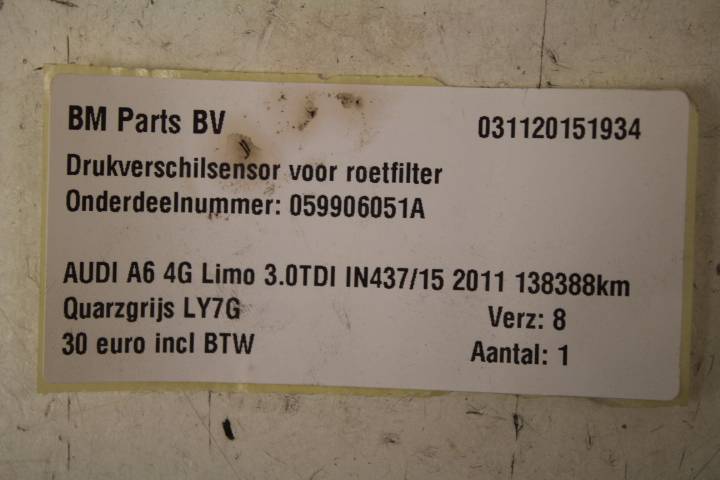 BM Parts BV 031120151934
Drukverschilsensor voor roetfilter
Onderdeelnummer: 059906051A
AUDI A6 4G Limo 3.0TDI IN437/15 2011 138388km
Quarzgrijs LY7G Verz: 8
30 euro incl BTW Aantal: 1